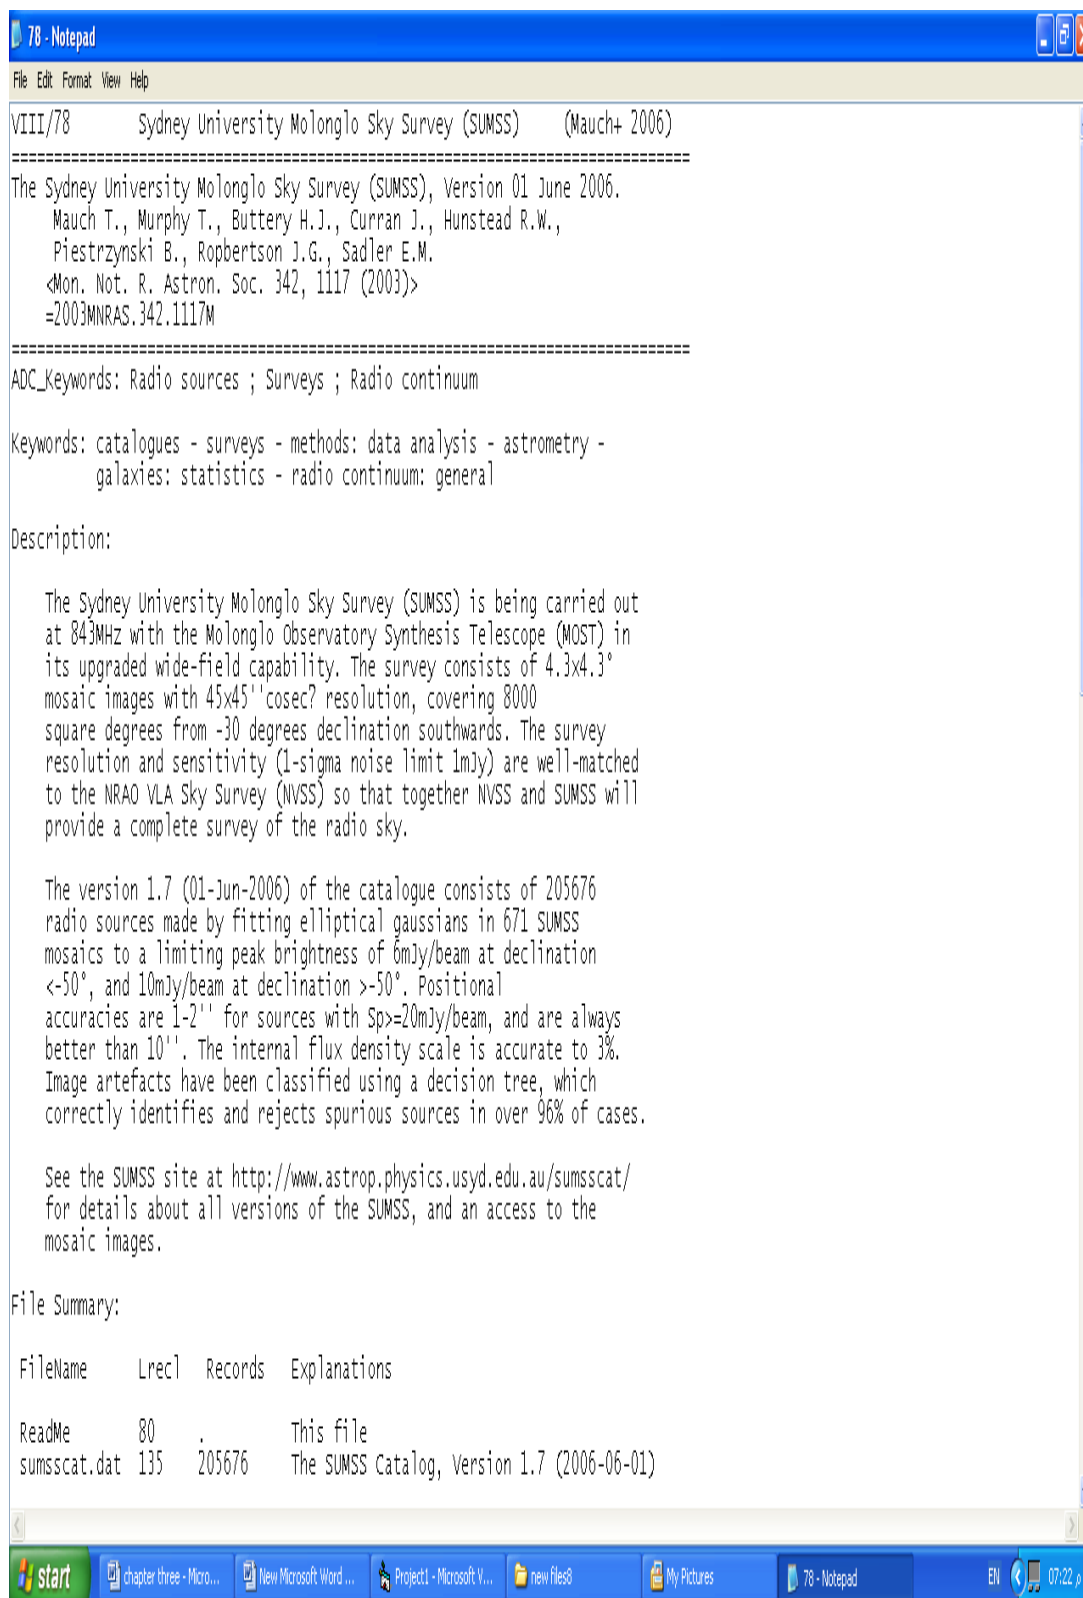 78 - Notepad
File Edit Format View Help
VIII/78 Sydney University Molonglo Sky Survey (SUMSS) (Mauch+ 2006)
================================================================================
The Sydney University Molonglo Sky Survey (SUMSS), Version 01 June 2006.
Mauch T., Murphy T., Buttery H.J., Curran J., Hunstead R.W.,
Piestrzynski B., Ropbertson J.G., Sadler E.M.
<Mon. Not. R. Astron. Soc. 342, 1117 (2003)>
=2003MNRAS.342.1117M
================================================================================
ADC_Keywords: Radio sources ; Surveys ; Radio continuum
Keywords: catalogues - surveys - methods: data analysis - astrometry -
galaxies: statistics - radio continuum: general
Description:
The Sydney University Molonglo Sky Survey (SUMSS) is being carried out
at 843MHz with the Molonglo Observatory Synthesis Telescope (MOST) in
its upgraded wide-field capability. The survey consists of 4.3x4.3°
mosaic images with 45x45''cosec? resolution, covering 8000
square degrees from -30 degrees declination southwards. The survey
resolution and sensitivity (1-sigma noise limit 1mJy) are well-matched
to the NRAO VLA Sky Survey (NVSS) so that together NVSS and SUMSS will
provide a complete survey of the radio sky.
The version 1.7 (01-Jun-2006) of the catalogue consists of 205676
radio sources made by fitting elliptical gaussians in 671 SUMSS
mosaics to a limiting peak brightness of 6mJy/beam at declination
<-50°, and 10mJy/beam at declination >-50°. Positional
accuracies are 1-2'' for sources with Sp>=20mJy/beam, and are always
better than 10''. The internal flux density scale is accurate to 3%.
Image artefacts have been classified using a decision tree, which
correctly identifies and rejects spurious sources in over 96% of cases.
See the SUMSS site at http://www.astrop.physics.usyd.edu.au/sumsscat/
for details about all versions of the SUMSS, and an access to the
mosaic images.
File Summary:
FileName Lrecl Records Explanations
ReadMe 80 . This file
sumsscat.dat 135 205676 The SUMSS Catalog, Version 1.7 (2006-06-01)
start chapter three - Micro... New Microsoft Word ... Project1 - Microsoft V... new files8 My Pictures 78 - Notepad EN 07:22